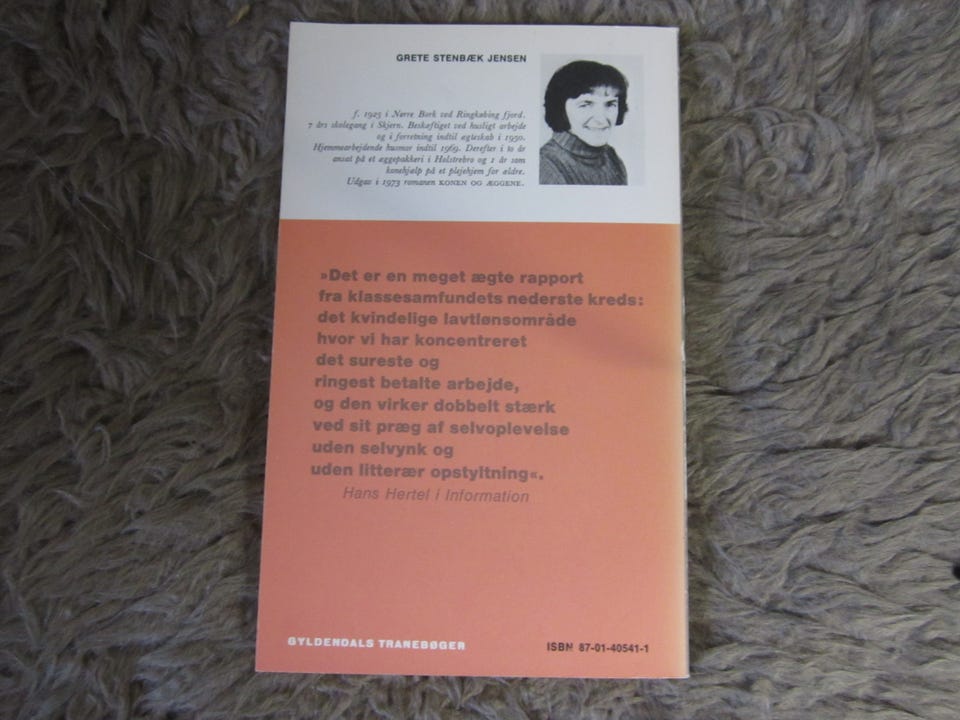 GRETE STENBÆK JENSEN
f. 1925 i Nørre Bork ved Ringkøbing fjord.
7 års skolegang i Skjern. Beskæftiget ved husligt arbejde
og i forretning indtil ægteskab i 1950.
Hjemmearbejdende husmor indtil 1969. Derefter i to år
ansat på et æggepakkeri i Holstebro og 1 år som
konehjælp på et plejehjem for ældre.
Udgav i 1973 romanen KONEN OG ÆGGENE.
»Det er en meget ægte rapport
fra klassesamfundets nederste kreds:
det kvindelige lavtlønsområde
hvor vi har koncentreret
det sureste og
ringest betalte arbejde,
og den virker dobbelt stærk
ved sit præg af selvoplevelse
uden selvynk og
uden litterær opstyltning«.
Hans Hertel i Information
GYLDENDALS TRANEBØGER
ISBN 87-01-40541-1